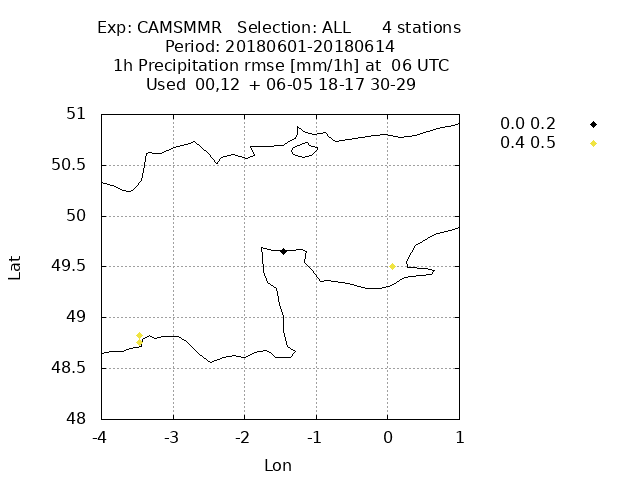 Exp: CAMSMMR   Selection: ALL      4 stations
Period: 20180601-20180614
1h Precipitation rmse [mm/1h] at  06 UTC
Used  00,12  + 06-05 18-17 30-29
0.0 0.2
0.4 0.5
51
50.5
50
49.5
49
48.5
48
Lat
-4 -3 -2 -1 0 1
Lon